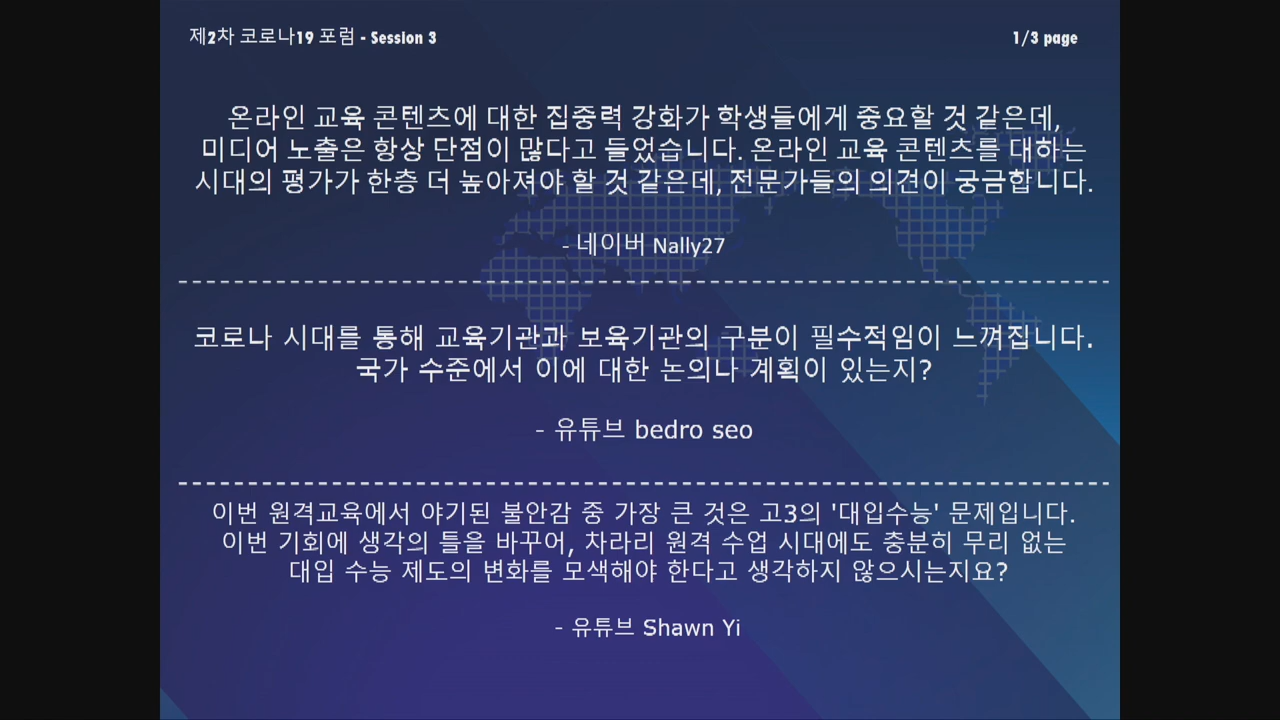 제2차 코로나19 포럼 - Session 3
1/3 page
온라인 교육 콘텐츠에 대한 집중력 강화가 학생들에게 중요할 것 같은데,
미디어 노출은 항상 단점이 많다고 들었습니다. 온라인 교육 콘텐츠를 대하는
시대의 평가가 한층 더 높아져야 할 것 같은데, 전문가들의 의견이 궁금합니다.
- 네이버 Nally27
코로나 시대를 통해 교육기관과 보육기관의 구분이 필수적임이 느껴집니다.
국가 수준에서 이에 대한 논의나 계획이 있는지?
- 유튜브 bedro seo
이번 원격교육에서 야기된 불안감 중 가장 큰 것은 고3의 '대입수능' 문제입니다.
이번 기회에 생각의 틀을 바꾸어, 차라리 원격 수업 시대에도 충분히 무리 없는
대입 수능 제도의 변화를 모색해야 한다고 생각하지 않으시는지요?
- 유튜브 Shawn Yi